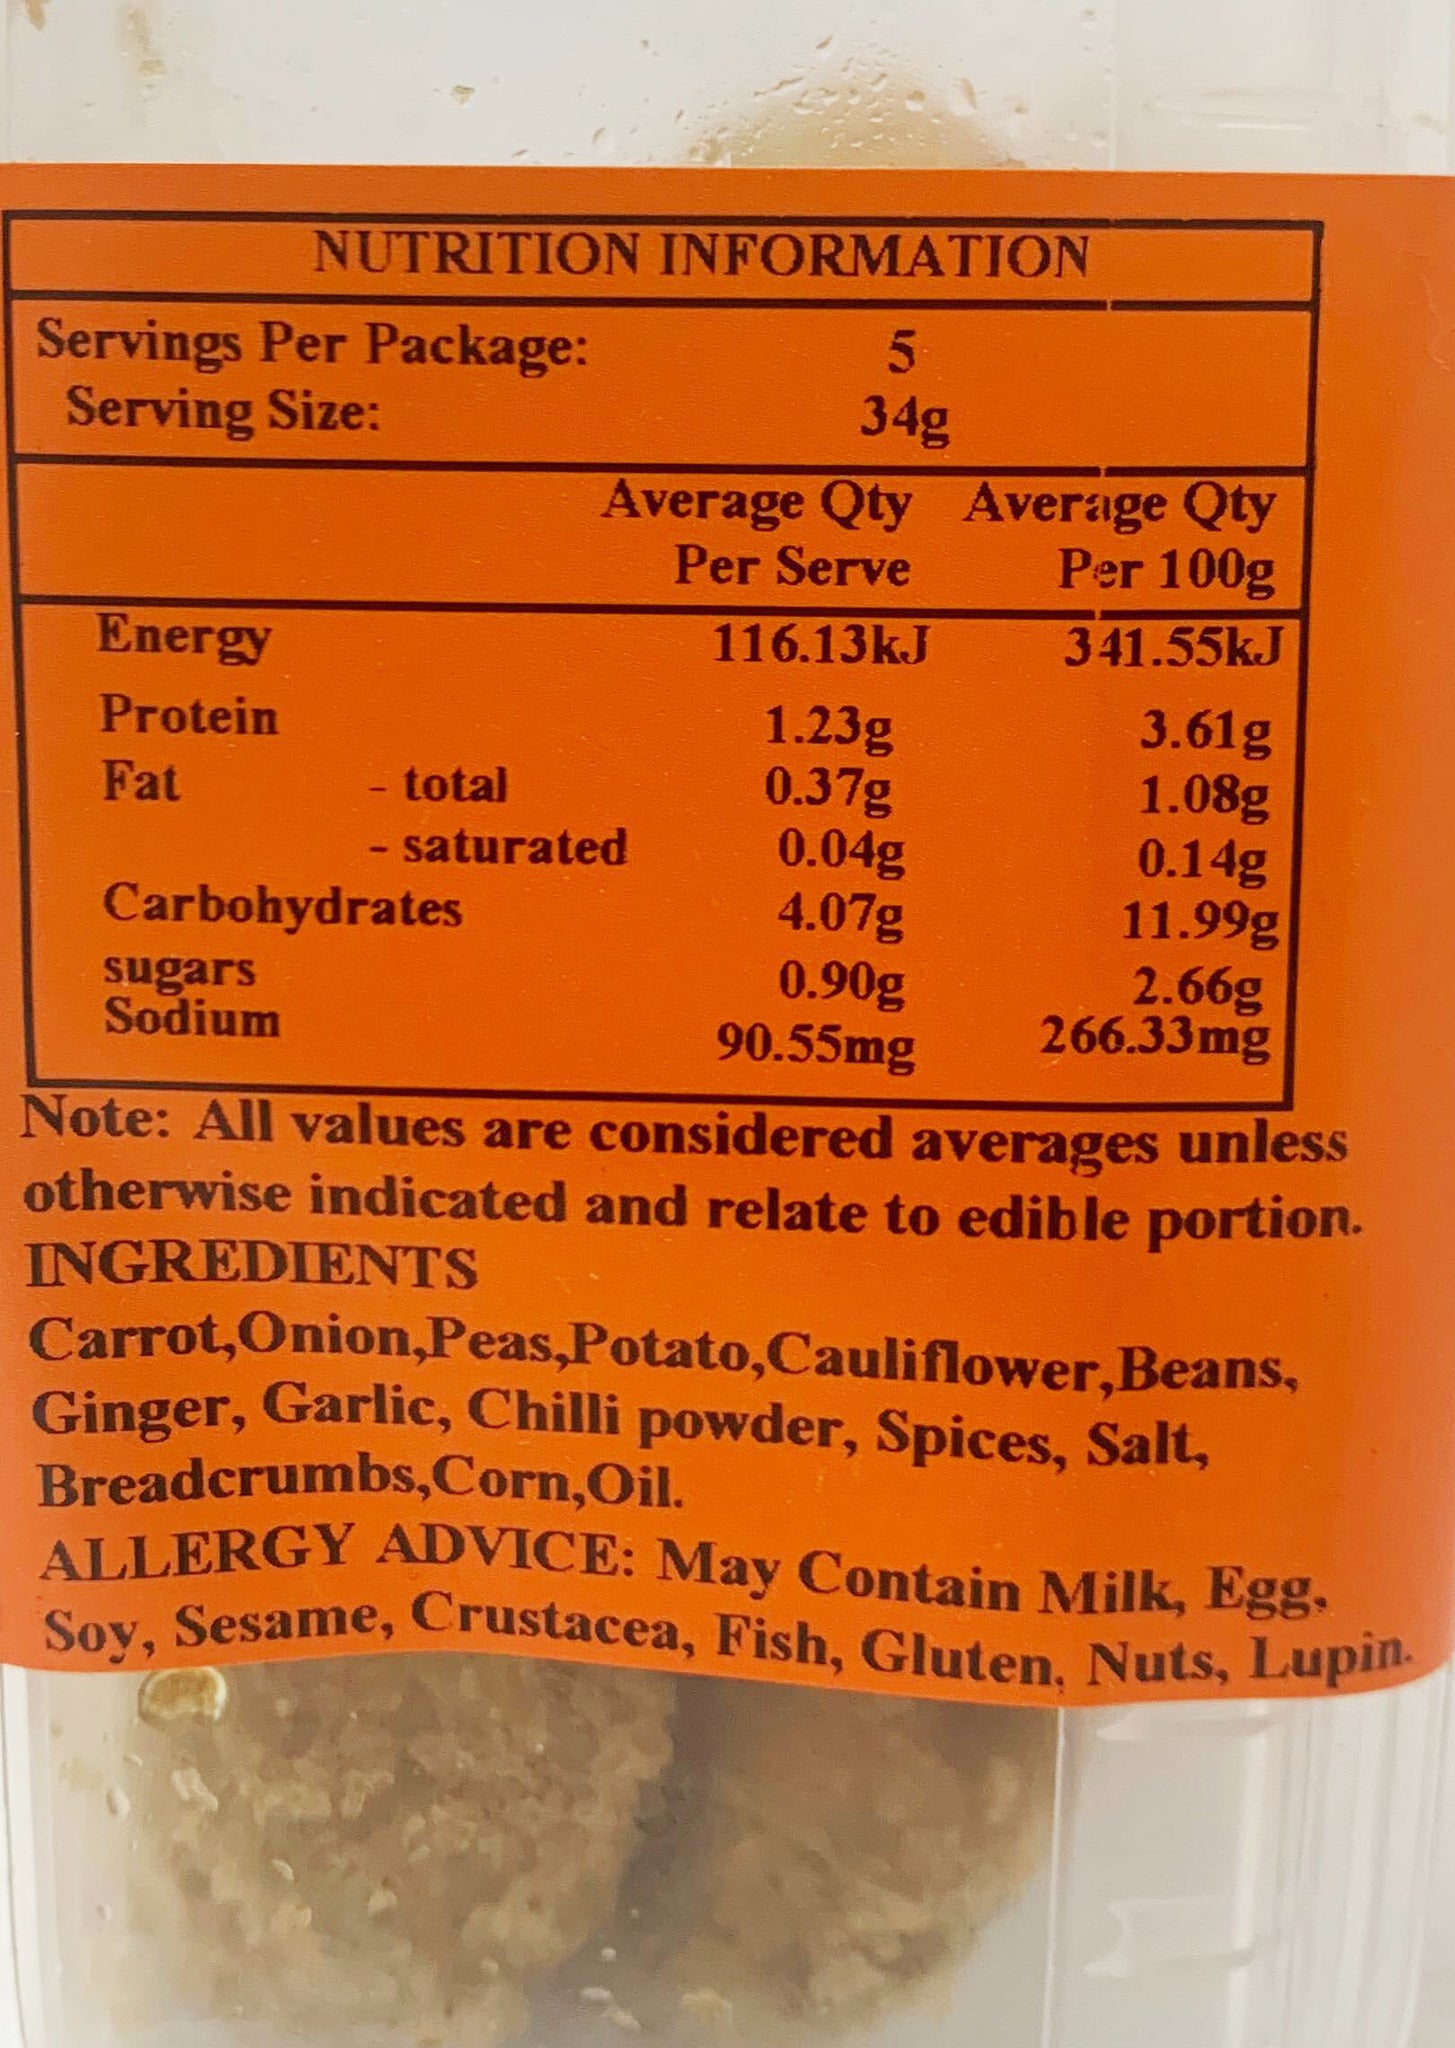 NUTRITION INFORMATION
Servings Per Package: 5
Serving Size: 34g
Average Qty Average Qty
Per Serve Per 100g
Energy 116.13kJ 341.55kJ
Protein 1.23g 3.61g
Fat - total 0.37g 1.08g
- saturated 0.04g 0.14g
Carbohydrates 4.07g 11.99g
sugars 0.90g 2.66g
Sodium 90.55mg 266.33mg
Note: All values are considered averages unless
otherwise indicated and relate to edible portion.
INGREDIENTS
Carrot,Onion,Peas,Potato,Cauliflower,Beans,
Ginger, Garlic, Chilli powder, Spices, Salt,
Breadcrumbs,Corn,Oil.
ALLERGY ADVICE: May Contain Milk, Egg,
Soy, Sesame, Crustacea, Fish, Gluten, Nuts, Lupin.